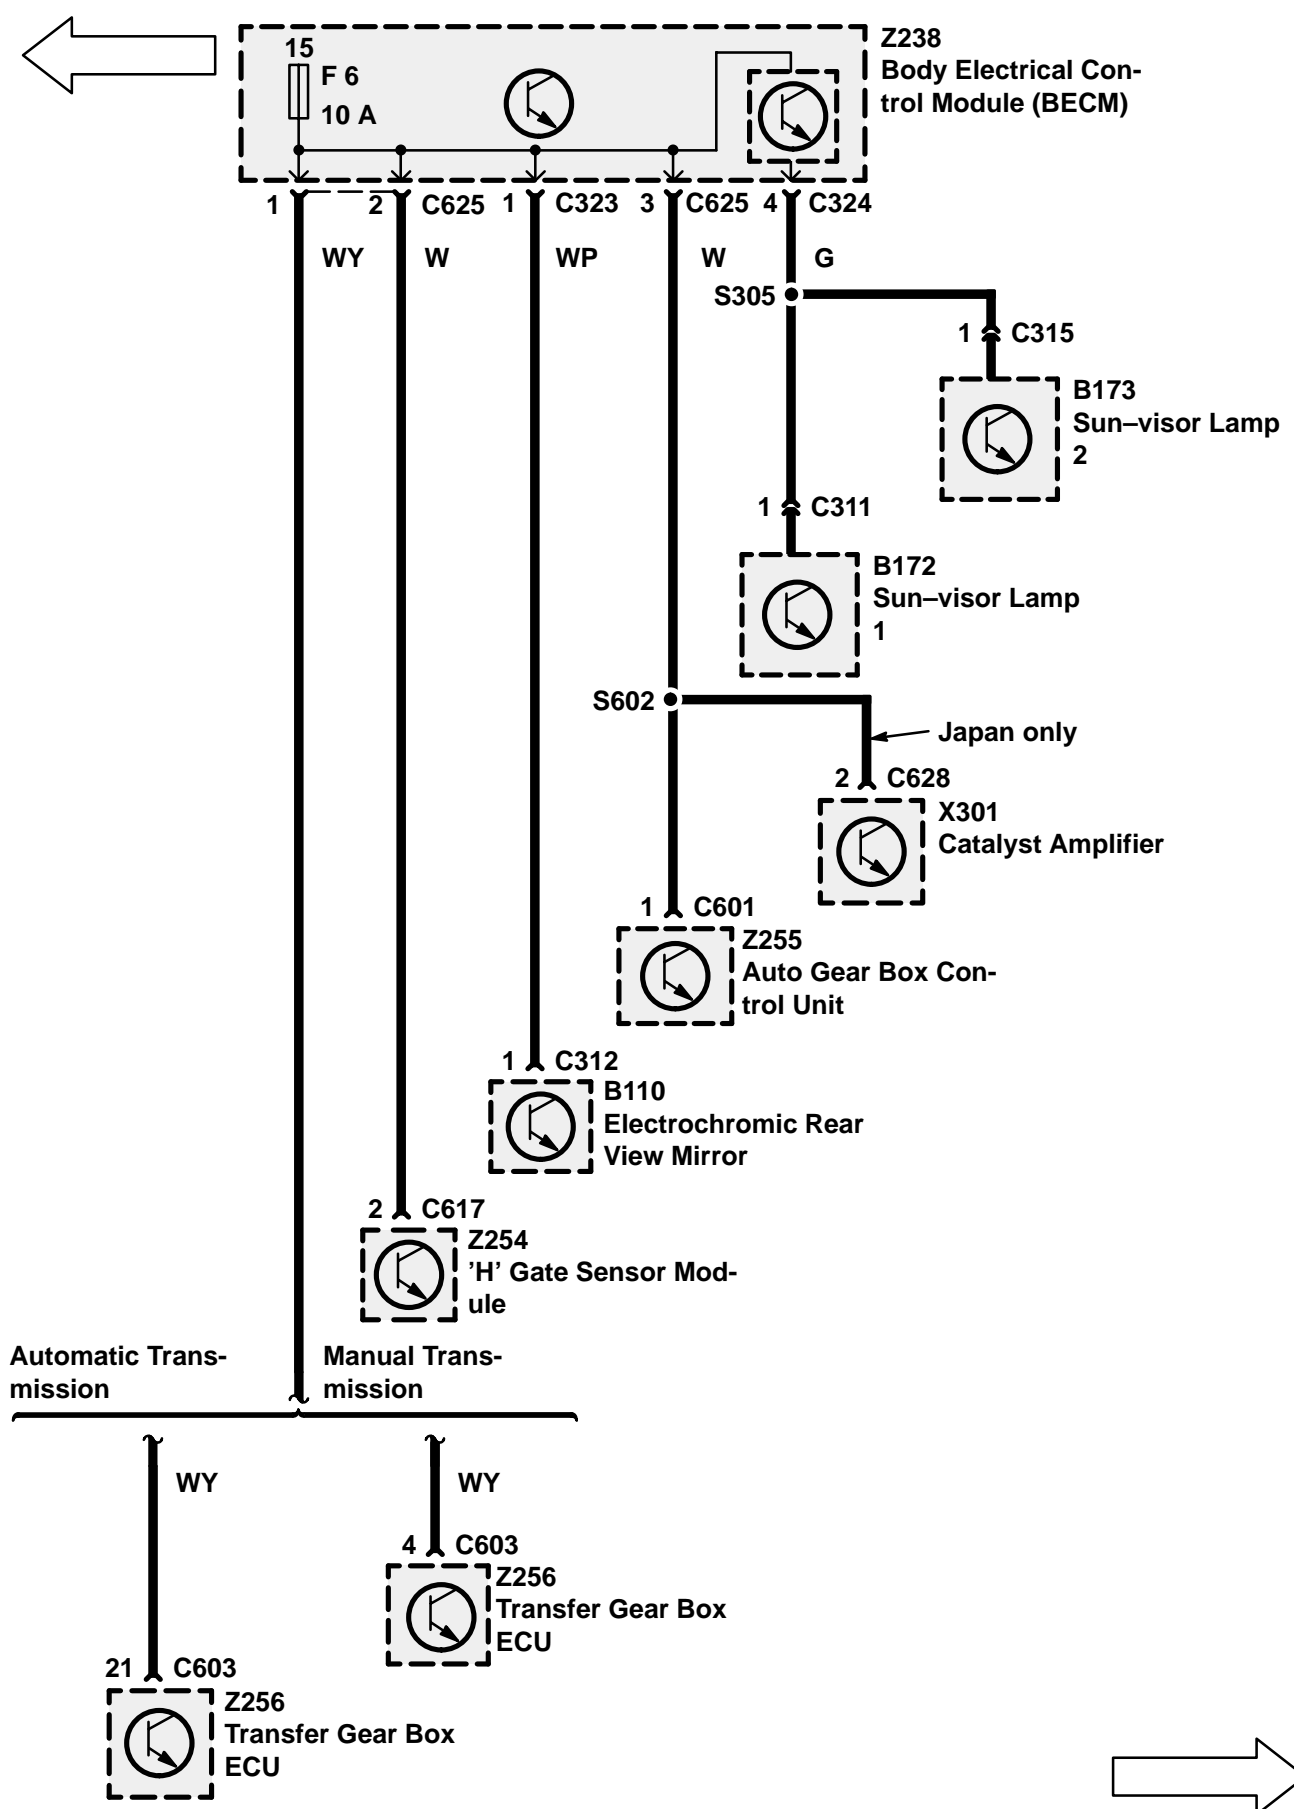 Z238
Body Electrical Con-
trol Module (BECM)
15
F 6
10 A
1
2 C625
1 C323
3 C625
4 C324
WY
W
WP
W
G
S305
1 C315
B173
Sun–visor Lamp
2
1 C311
B172
Sun–visor Lamp
1
S602
Japan only
2 C628
X301
Catalyst Amplifier
1 C601
Z255
Auto Gear Box Con-
trol Unit
1 C312
B110
Electrochromic Rear
View Mirror
2 C617
Z254
’H’ Gate Sensor Mod-
ule
Automatic Trans-
mission
Manual Trans-
mission
WY
WY
4 C603
Z256
Transfer Gear Box
ECU
21 C603
Z256
Transfer Gear Box
ECU